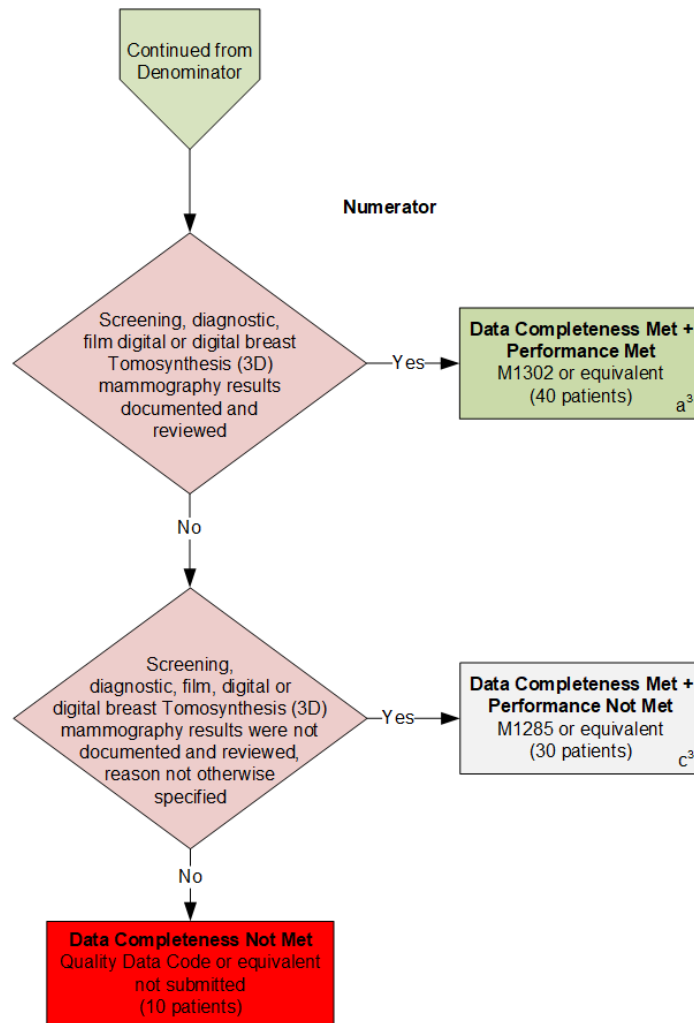 Continued from
Denominator
Numerator
Screening, diagnostic,
film digital or digital breast
Tomosynthesis (3D)
mammography results
documented and
reviewed
Yes
Data Completeness Met +
Performance Met
M1302 or equivalent
(40 patients)
a³
No
Screening,
diagnostic, film, digital or
digital breast Tomosynthesis (3D)
mammography results were not
documented and reviewed,
reason not otherwise
specified
Yes
Data Completeness Met +
Performance Not Met
M1285 or equivalent
(30 patients)
c³
No
Data Completeness Not Met
Quality Data Code or equivalent
not submitted
(10 patients)